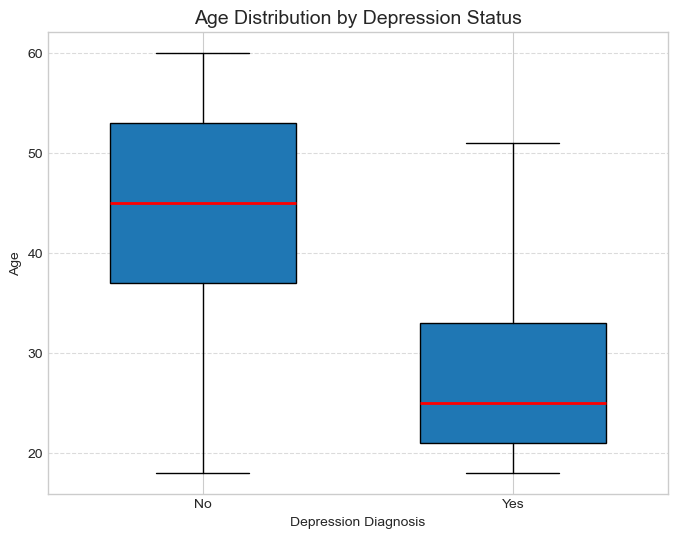 Age Distribution by Depression Status
60
50
40
30
20
Age
No
Yes
Depression Diagnosis